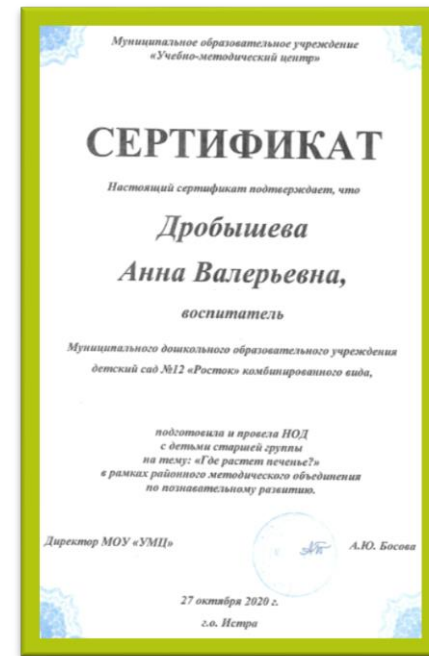 Муниципальное образовательное учреждение
«Учебно-методический центр»
СЕРТИФИКАТ
Настоящий сертификат подтверждает, что
Дробышева
Анна Валерьевна,
воспитатель
Муниципального дошкольного образовательного учреждения
детский сад №12 «Росток» комбинированного вида,
подготовила и провела НОД
с детьми старшей группы
на тему: «Где растет печенье?»
в рамках районного методического объединения
по познавательному развитию.
Директор МОУ «УМЦ» А.Ю. Босова
27 октября 2020 г.
г.о. Истра